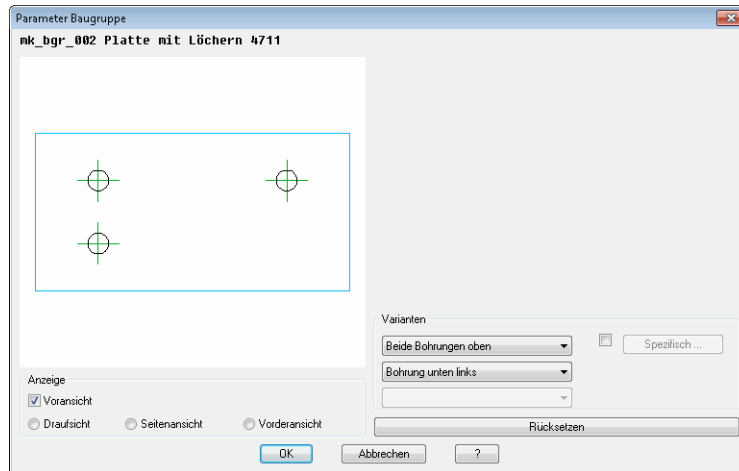 Parameter Baugruppe
mk_bgr_002 Platte mit Löchern 4711
Varianten
Beide Bohrungen oben
Spezifisch ...
Bohrung unten links
Anzeige
Voransicht
Draufsicht Seitenansicht Vorderansicht
Rücksetzen
OK Abbrechen ?